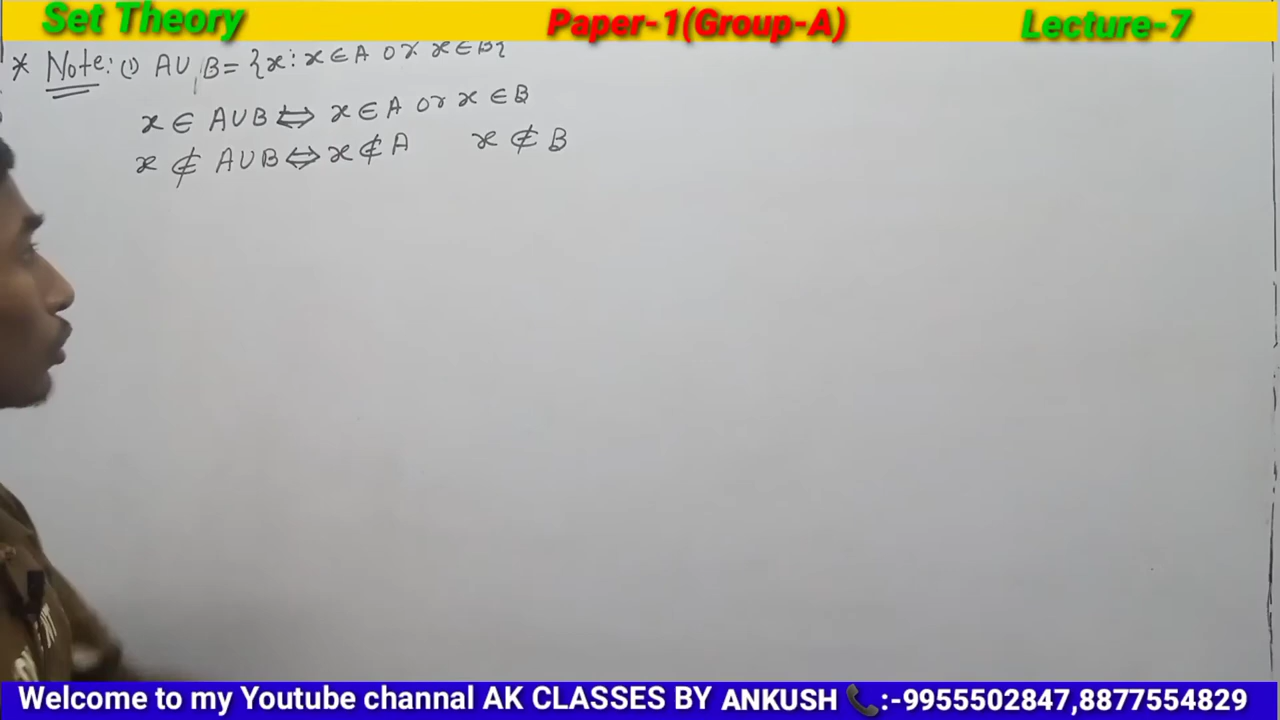 Set Theory Paper-1(Group-A) Lecture-7
* Note: (1) A∪B = {x : x ∈ A or x ∈ B}
x ∈ A∪B ⇔ x ∈ A or x ∈ B
x ∉ A∪B ⇔ x ∉ A x ∉ B
Welcome to my Youtube channal AK CLASSES BY ANKUSH 📞:-9955502847,8877554829